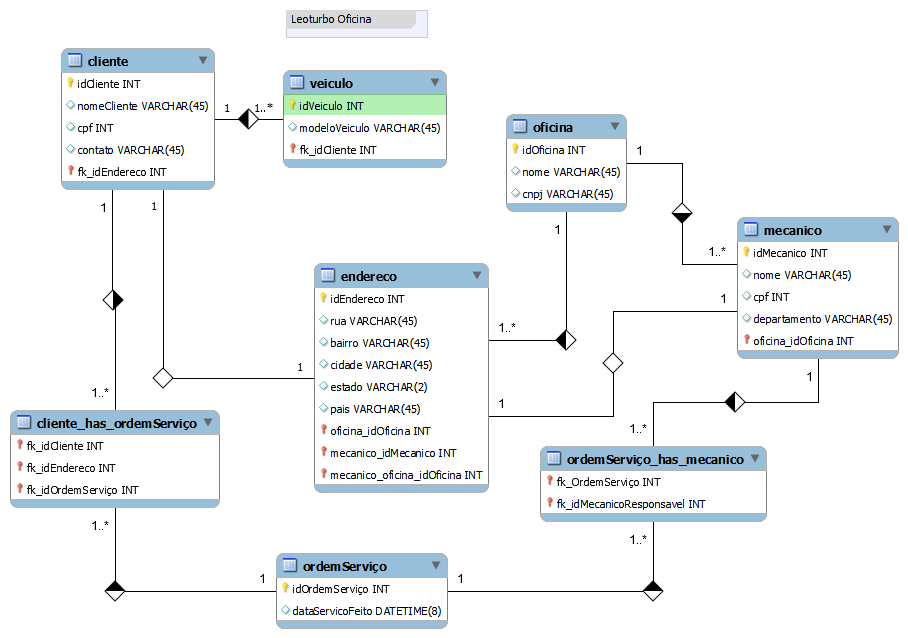 Leoturbo Oficina
cliente
idCliente INT
nomeCliente VARCHAR(45)
cpf INT
contato VARCHAR(45)
fk_idEndereco INT
1
1..*
veiculo
idVeiculo INT
modeloVeiculo VARCHAR(45)
fk_idCliente INT
oficina
idOficina INT
nome VARCHAR(45)
cnpj VARCHAR(45)
1
1..*
mecanico
idMecanico INT
nome VARCHAR(45)
cpf INT
departamento VARCHAR(45)
oficina_idOficina INT
1
1
1
1..*
1
endereco
idEndereco INT
rua VARCHAR(45)
bairro VARCHAR(45)
cidade VARCHAR(45)
estado VARCHAR(2)
pais VARCHAR(45)
oficina_idOficina INT
mecanico_idMecanico INT
mecanico_oficina_idOficina INT
1
1
1
1..*
cliente_has_ordemServiço
fk_idCliente INT
fk_idEndereco INT
fk_idOrdemServiço INT
1..*
1
1..*
ordemServiço_has_mecanico
fk_OrdemServiço INT
fk_idMecanicoResponsavel INT
1..*
1
ordemServiço
idOrdemServiço INT
dataServicoFeito DATETIME(8)
1